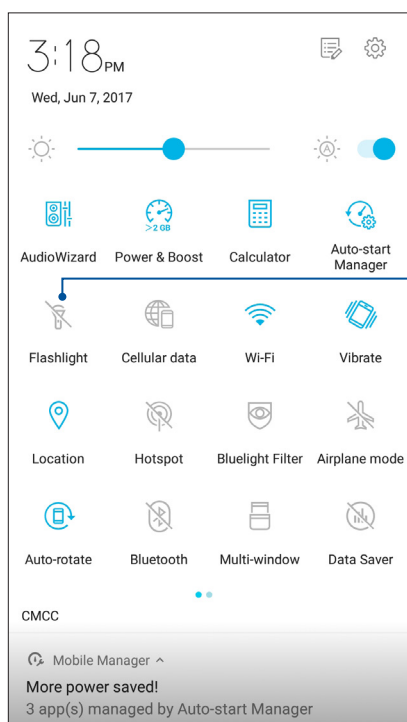 3:18PM
Wed, Jun 7, 2017
A
>2 GB
AudioWizard Power & Boost Calculator Auto-start
Manager
Flashlight Cellular data Wi-Fi Vibrate
Location Hotspot Bluelight Filter Airplane mode
Auto-rotate Bluetooth Multi-window Data Saver
CMCC
Mobile Manager
More power saved!
3 app(s) managed by Auto-start Manager